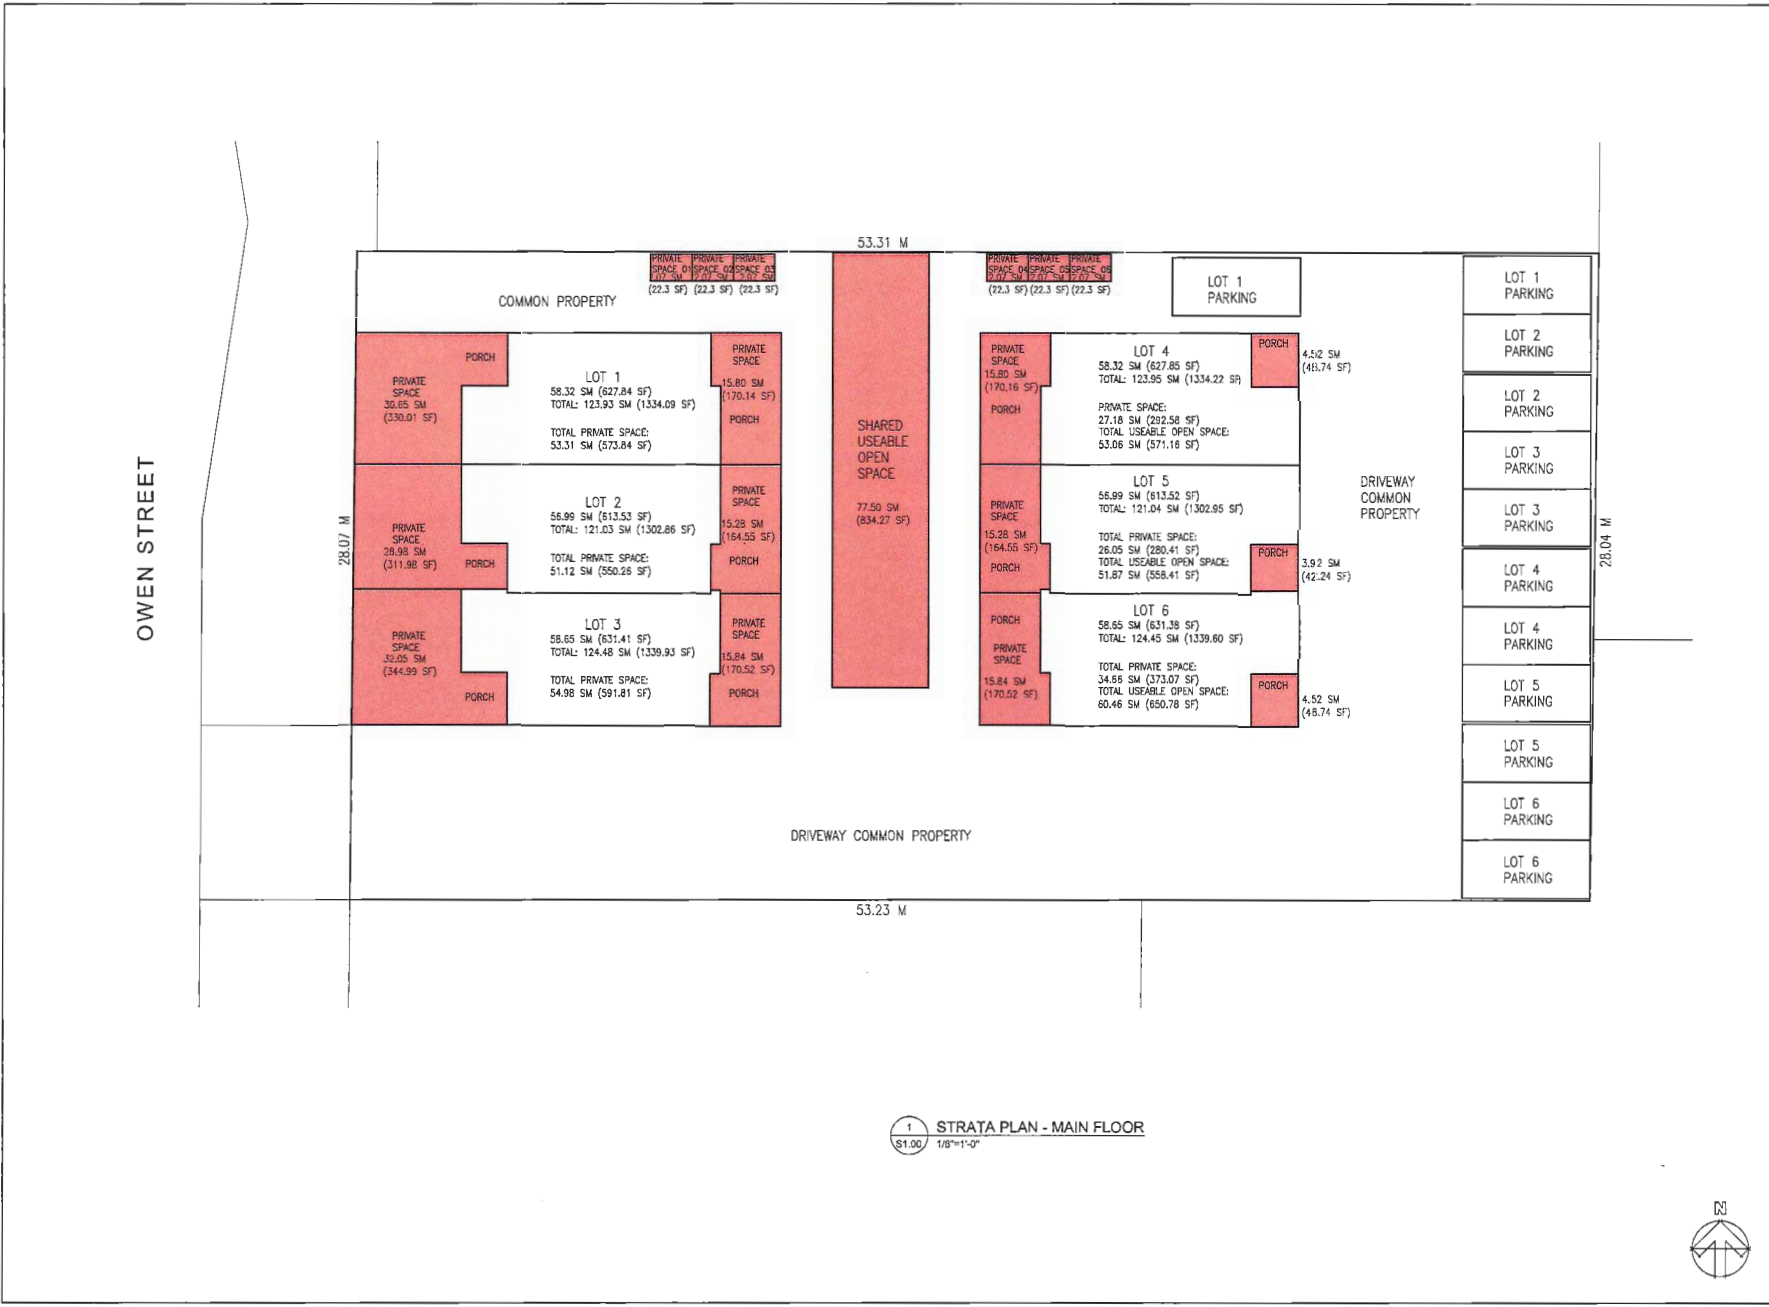 53.31 M
PRIVATE
SPACE 01
2.07 SM
(22.3 SF)
PRIVATE
SPACE 02
2.07 SM
(22.3 SF)
PRIVATE
SPACE 03
2.07 SM
(22.3 SF)
PRIVATE
SPACE 04
2.07 SM
(22.3 SF)
PRIVATE
SPACE 05
2.07 SM
(22.3 SF)
PRIVATE
SPACE 06
2.07 SM
(22.3 SF)
COMMON PROPERTY
LOT 1
PARKING
OWEN STREET
28.07 M
PORCH
PRIVATE
SPACE
30.65 SM
(330.01 SF)
LOT 1
58.32 SM (627.84 SF)
TOTAL: 123.93 SM (1334.09 SF)
TOTAL PRIVATE SPACE:
53.31 SM (573.84 SF)
PRIVATE
SPACE
15.80 SM
(170.14 SF)
PORCH
PRIVATE
SPACE
28.98 SM
(311.98 SF)
PORCH
LOT 2
56.99 SM (613.53 SF)
TOTAL: 121.03 SM (1302.86 SF)
TOTAL PRIVATE SPACE:
51.12 SM (550.26 SF)
PRIVATE
SPACE
15.28 SM
(164.55 SF)
PORCH
PRIVATE
SPACE
32.05 SM
(344.99 SF)
PORCH
LOT 3
58.65 SM (631.41 SF)
TOTAL: 124.48 SM (1339.93 SF)
TOTAL PRIVATE SPACE:
54.98 SM (591.81 SF)
PRIVATE
SPACE
15.84 SM
(170.52 SF)
PORCH
SHARED
USEABLE
OPEN
SPACE
77.50 SM
(834.27 SF)
PRIVATE
SPACE
15.80 SM
(170.16 SF)
PORCH
LOT 4
58.32 SM (627.85 SF)
TOTAL: 123.95 SM (1334.22 SF)
PRIVATE SPACE:
27.18 SM (292.58 SF)
TOTAL USEABLE OPEN SPACE:
53.06 SM (571.16 SF)
PORCH
4.52 SM
(48.74 SF)
PRIVATE
SPACE
15.28 SM
(164.55 SF)
PORCH
LOT 5
56.99 SM (613.52 SF)
TOTAL: 121.04 SM (1302.95 SF)
TOTAL PRIVATE SPACE:
26.05 SM (280.41 SF)
TOTAL USEABLE OPEN SPACE:
51.87 SM (558.41 SF)
PORCH
3.92 SM
(42.24 SF)
PORCH
PRIVATE
SPACE
15.84 SM
(170.52 SF)
LOT 6
58.65 SM (631.38 SF)
TOTAL: 124.45 SM (1339.60 SF)
TOTAL PRIVATE SPACE:
34.66 SM (373.07 SF)
TOTAL USEABLE OPEN SPACE:
60.46 SM (650.78 SF)
PORCH
4.52 SM
(48.74 SF)
DRIVEWAY
COMMON
PROPERTY
LOT 1
PARKING
LOT 2
PARKING
LOT 2
PARKING
LOT 3
PARKING
LOT 3
PARKING
LOT 4
PARKING
LOT 4
PARKING
LOT 5
PARKING
LOT 5
PARKING
LOT 6
PARKING
LOT 6
PARKING
28.04 M
DRIVEWAY COMMON PROPERTY
53.23 M
1
S1.00
STRATA PLAN - MAIN FLOOR
1/8"=1'-0"
N